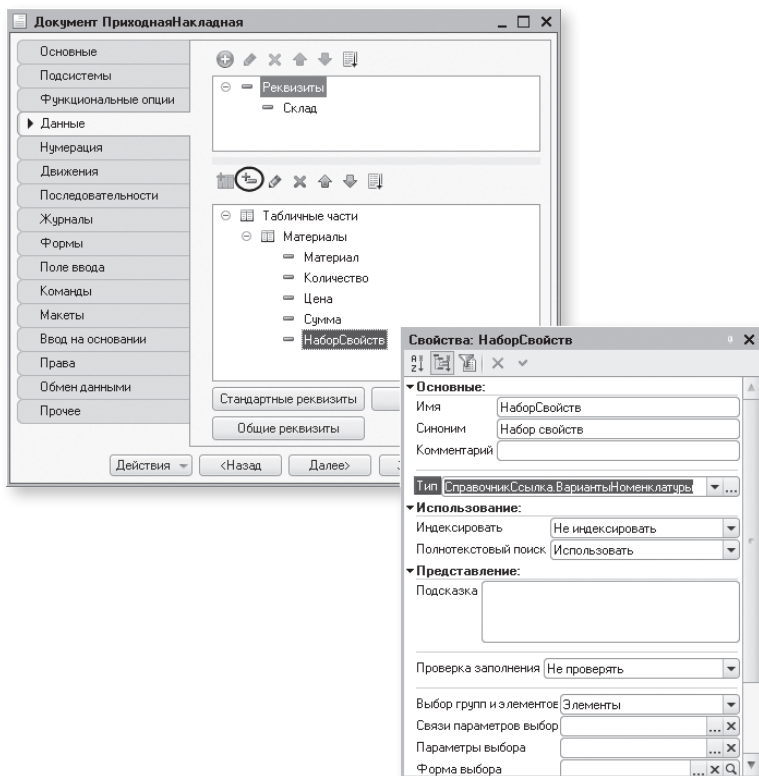 Документ ПриходнаяНакладная
Основные
Подсистемы
Функциональные опции
Данные
Нумерация
Движения
Последовательности
Журналы
Формы
Поле ввода
Команды
Макеты
Ввод на основании
Права
Обмен данными
Прочее
Реквизиты
Склад
Табличные части
Материалы
Материал
Количество
Цена
Сумма
НаборСвойств
Стандартные реквизиты
Общие реквизиты
Действия
<Назад
Далее>
Свойства: НаборСвойств
Основные:
Имя НаборСвойств
Синоним Набор свойств
Комментарий
Тип СправочникСсылка.ВариантыНоменклатуры
Использование:
Индексировать Не индексировать
Полнотекстовый поиск Использовать
Представление:
Подсказка
Проверка заполнения Не проверять
Выбор групп и элементов Элементы
Связи параметров выбор
Параметры выбора
Форма выбора